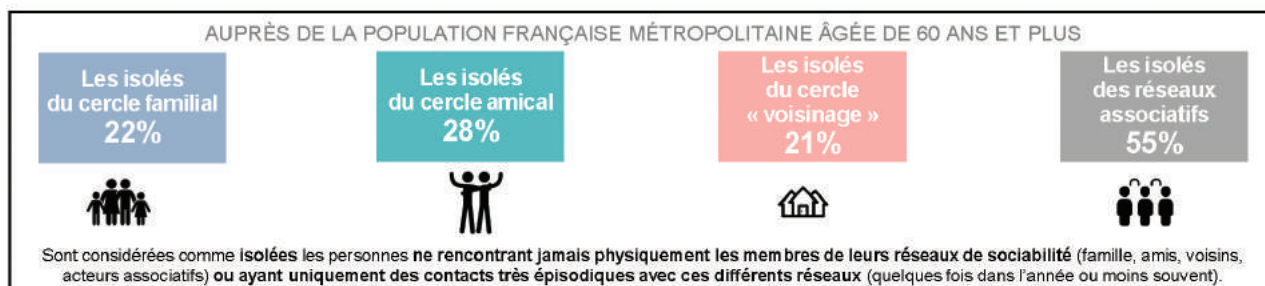 AUPRÈS DE LA POPULATION FRANÇAISE MÉTROPOLITAINE ÂGÉE DE 60 ANS ET PLUS
Les isolés
du cercle familial
22%
Les isolés
du cercle amical
28%
Les isolés
du cercle
« voisinage »
21%
Les isolés
des réseaux
associatifs
55%
Sont considérées comme isolées les personnes ne rencontrant jamais physiquement les membres de leurs réseaux de sociabilité (famille, amis, voisins,
acteurs associatifs) ou ayant uniquement des contacts très épisodiques avec ces différents réseaux (quelques fois dans l'année ou moins souvent).